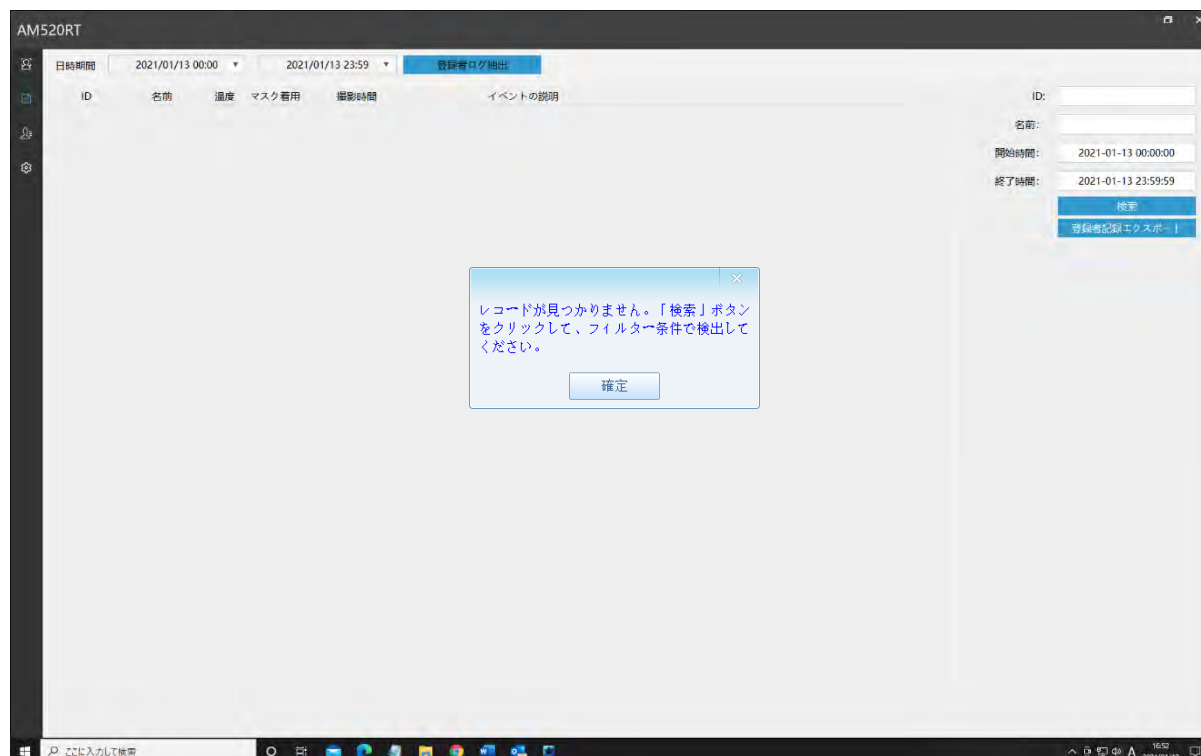 AM520RT
日時期間 2021/01/13 00:00 2021/01/13 23:59 登録者ログ抽出
ID 名前 温度 マスク着用 撮影時間 イベントの説明
ID:
名前:
開始時間: 2021-01-13 00:00:00
終了時間: 2021-01-13 23:59:59
検索
登録者記録エクスポート
レコードが見つかりません。「検索」ボタン
をクリックして、フィルター条件で検出して
ください。
確定
ここに入力して検索
A 16:52